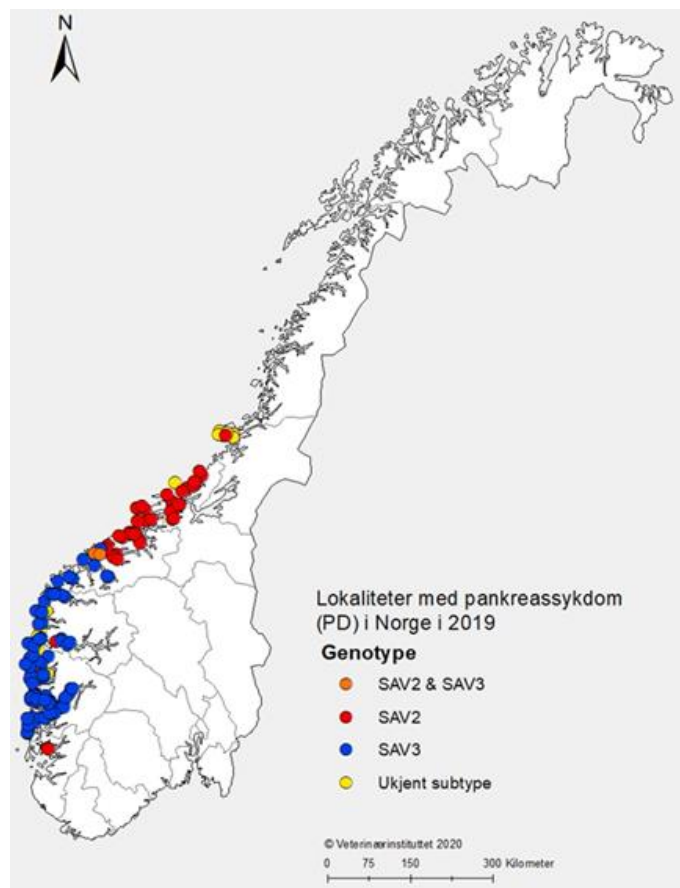 N
Lokaliteter med pankreassykdom
(PD) i Norge i 2019
Genotype
SAV2 & SAV3
SAV2
SAV3
Ukjent subtype
© Veterinærinstituttet 2020
0 75 150 300 Kilometer